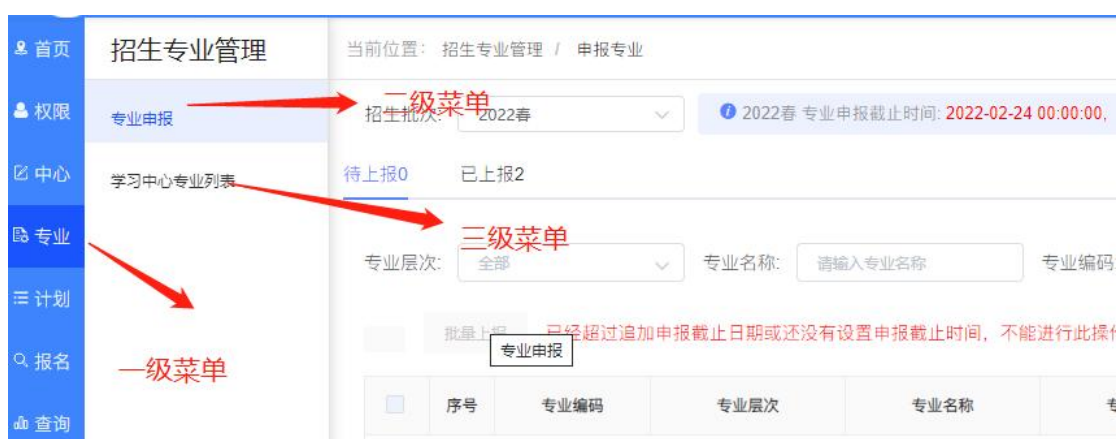 首页
权限
中心
专业
计划
报名
查询
招生专业管理
专业申报
学习中心专业列表
一级菜单
当前位置: 招生专业管理 / 申报专业
二级菜单
招生批次: 2022春
2022春 专业申报截止时间: 2022-02-24 00:00:00,
待上报0 已上报2
三级菜单
专业层次: 全部 专业名称: 请输入专业名称 专业编码
批量上报 已经超过追加申报截止日期或还没有设置申报截止时间，不能进行此操作
专业申报
序号 专业编码 专业层次 专业名称